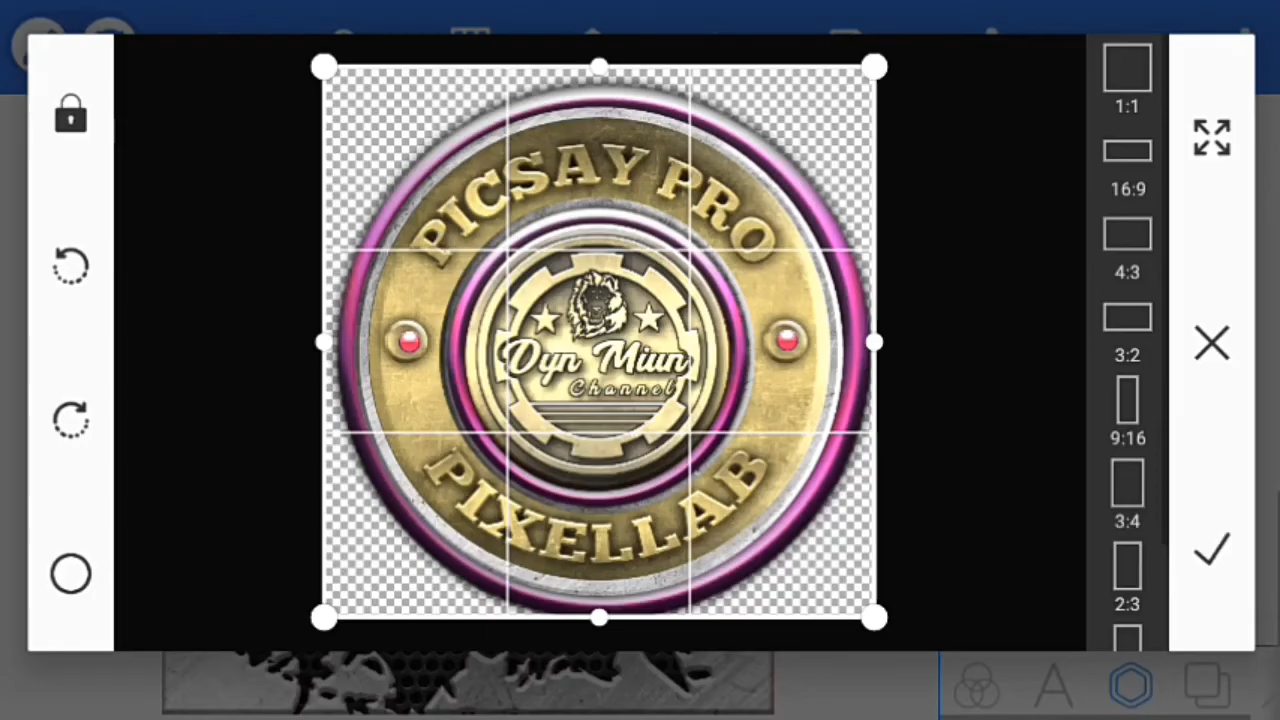 PICSAY PRO
Dyn Miun
Channel
PIXELLAB
1:1
16:9
4:3
3:2
9:16
3:4
2:3
A